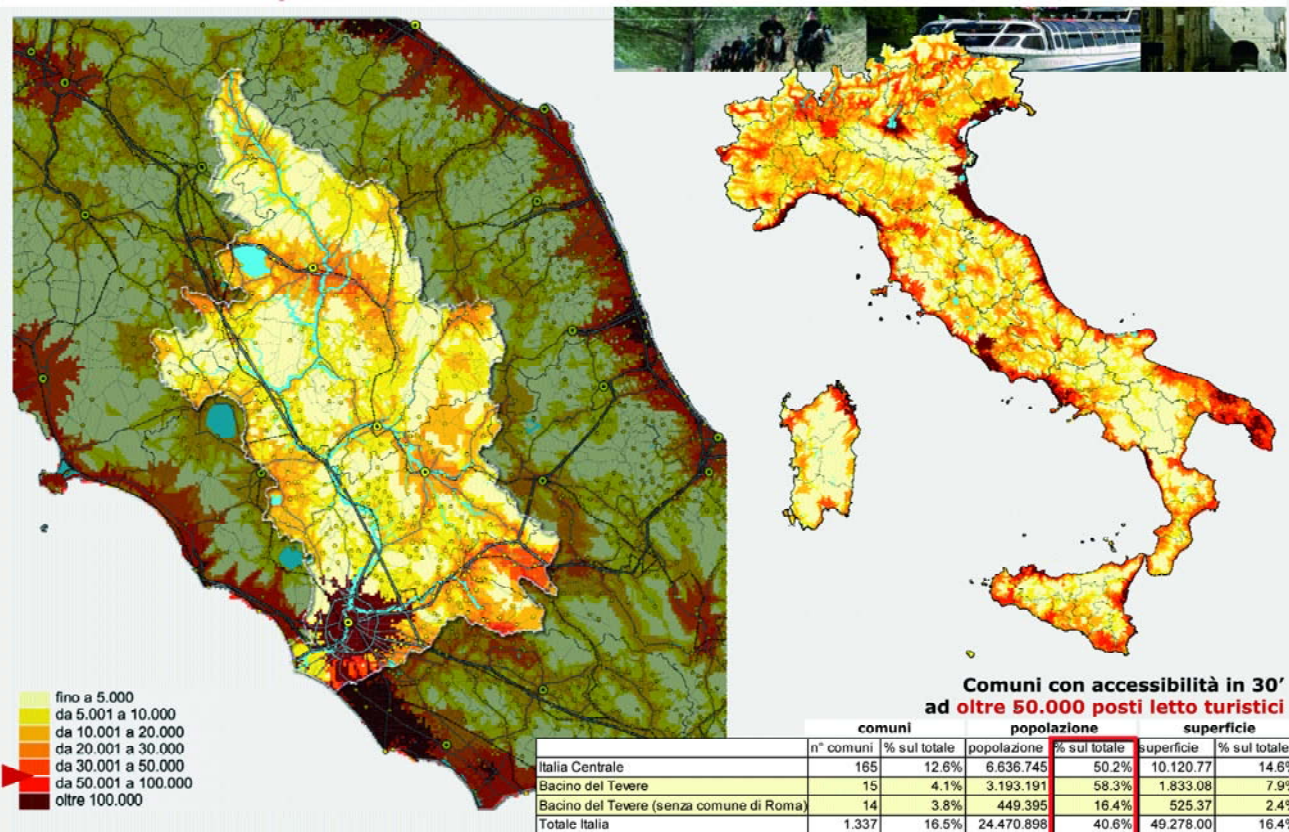 fino a 5.000
da 5.001 a 10.000
da 10.001 a 20.000
da 20.001 a 30.000
da 30.001 a 50.000
da 50.001 a 100.000
oltre 100.000
Comuni con accessibilità in 30'
ad oltre 50.000 posti letto turistici
comuni popolazione superficie
n° comuni % sul totale popolazione % sul totale superficie % sul totale
Italia Centrale 165 12.6% 6.636.745 50.2% 10.120.77 14.6%
Bacino del Tevere 15 4.1% 3.193.191 58.3% 1.833.08 7.9%
Bacino del Tevere (senza comune di Roma) 14 3.8% 449.395 16.4% 525.37 2.4%
Totale Italia 1.337 16.5% 24.470.898 40.6% 49.278.00 16.4%